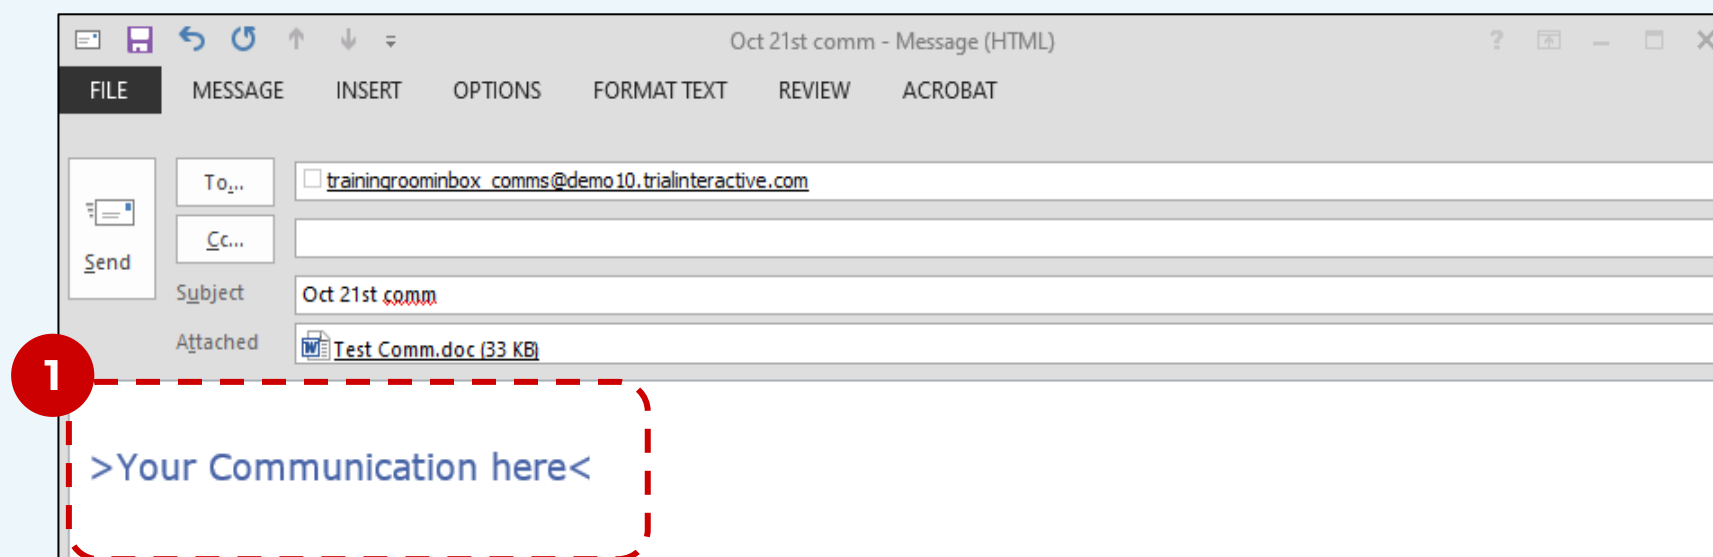 Oct 21st comm - Message (HTML)
?
FILE MESSAGE INSERT OPTIONS FORMAT TEXT REVIEW ACROBAT
To... trainingroominbox_comms@demo10.trialinteractive.com
Cc...
Send
Subject Oct 21st comm
Attached Test Comm.doc (33 KB)
1
>Your Communication here<